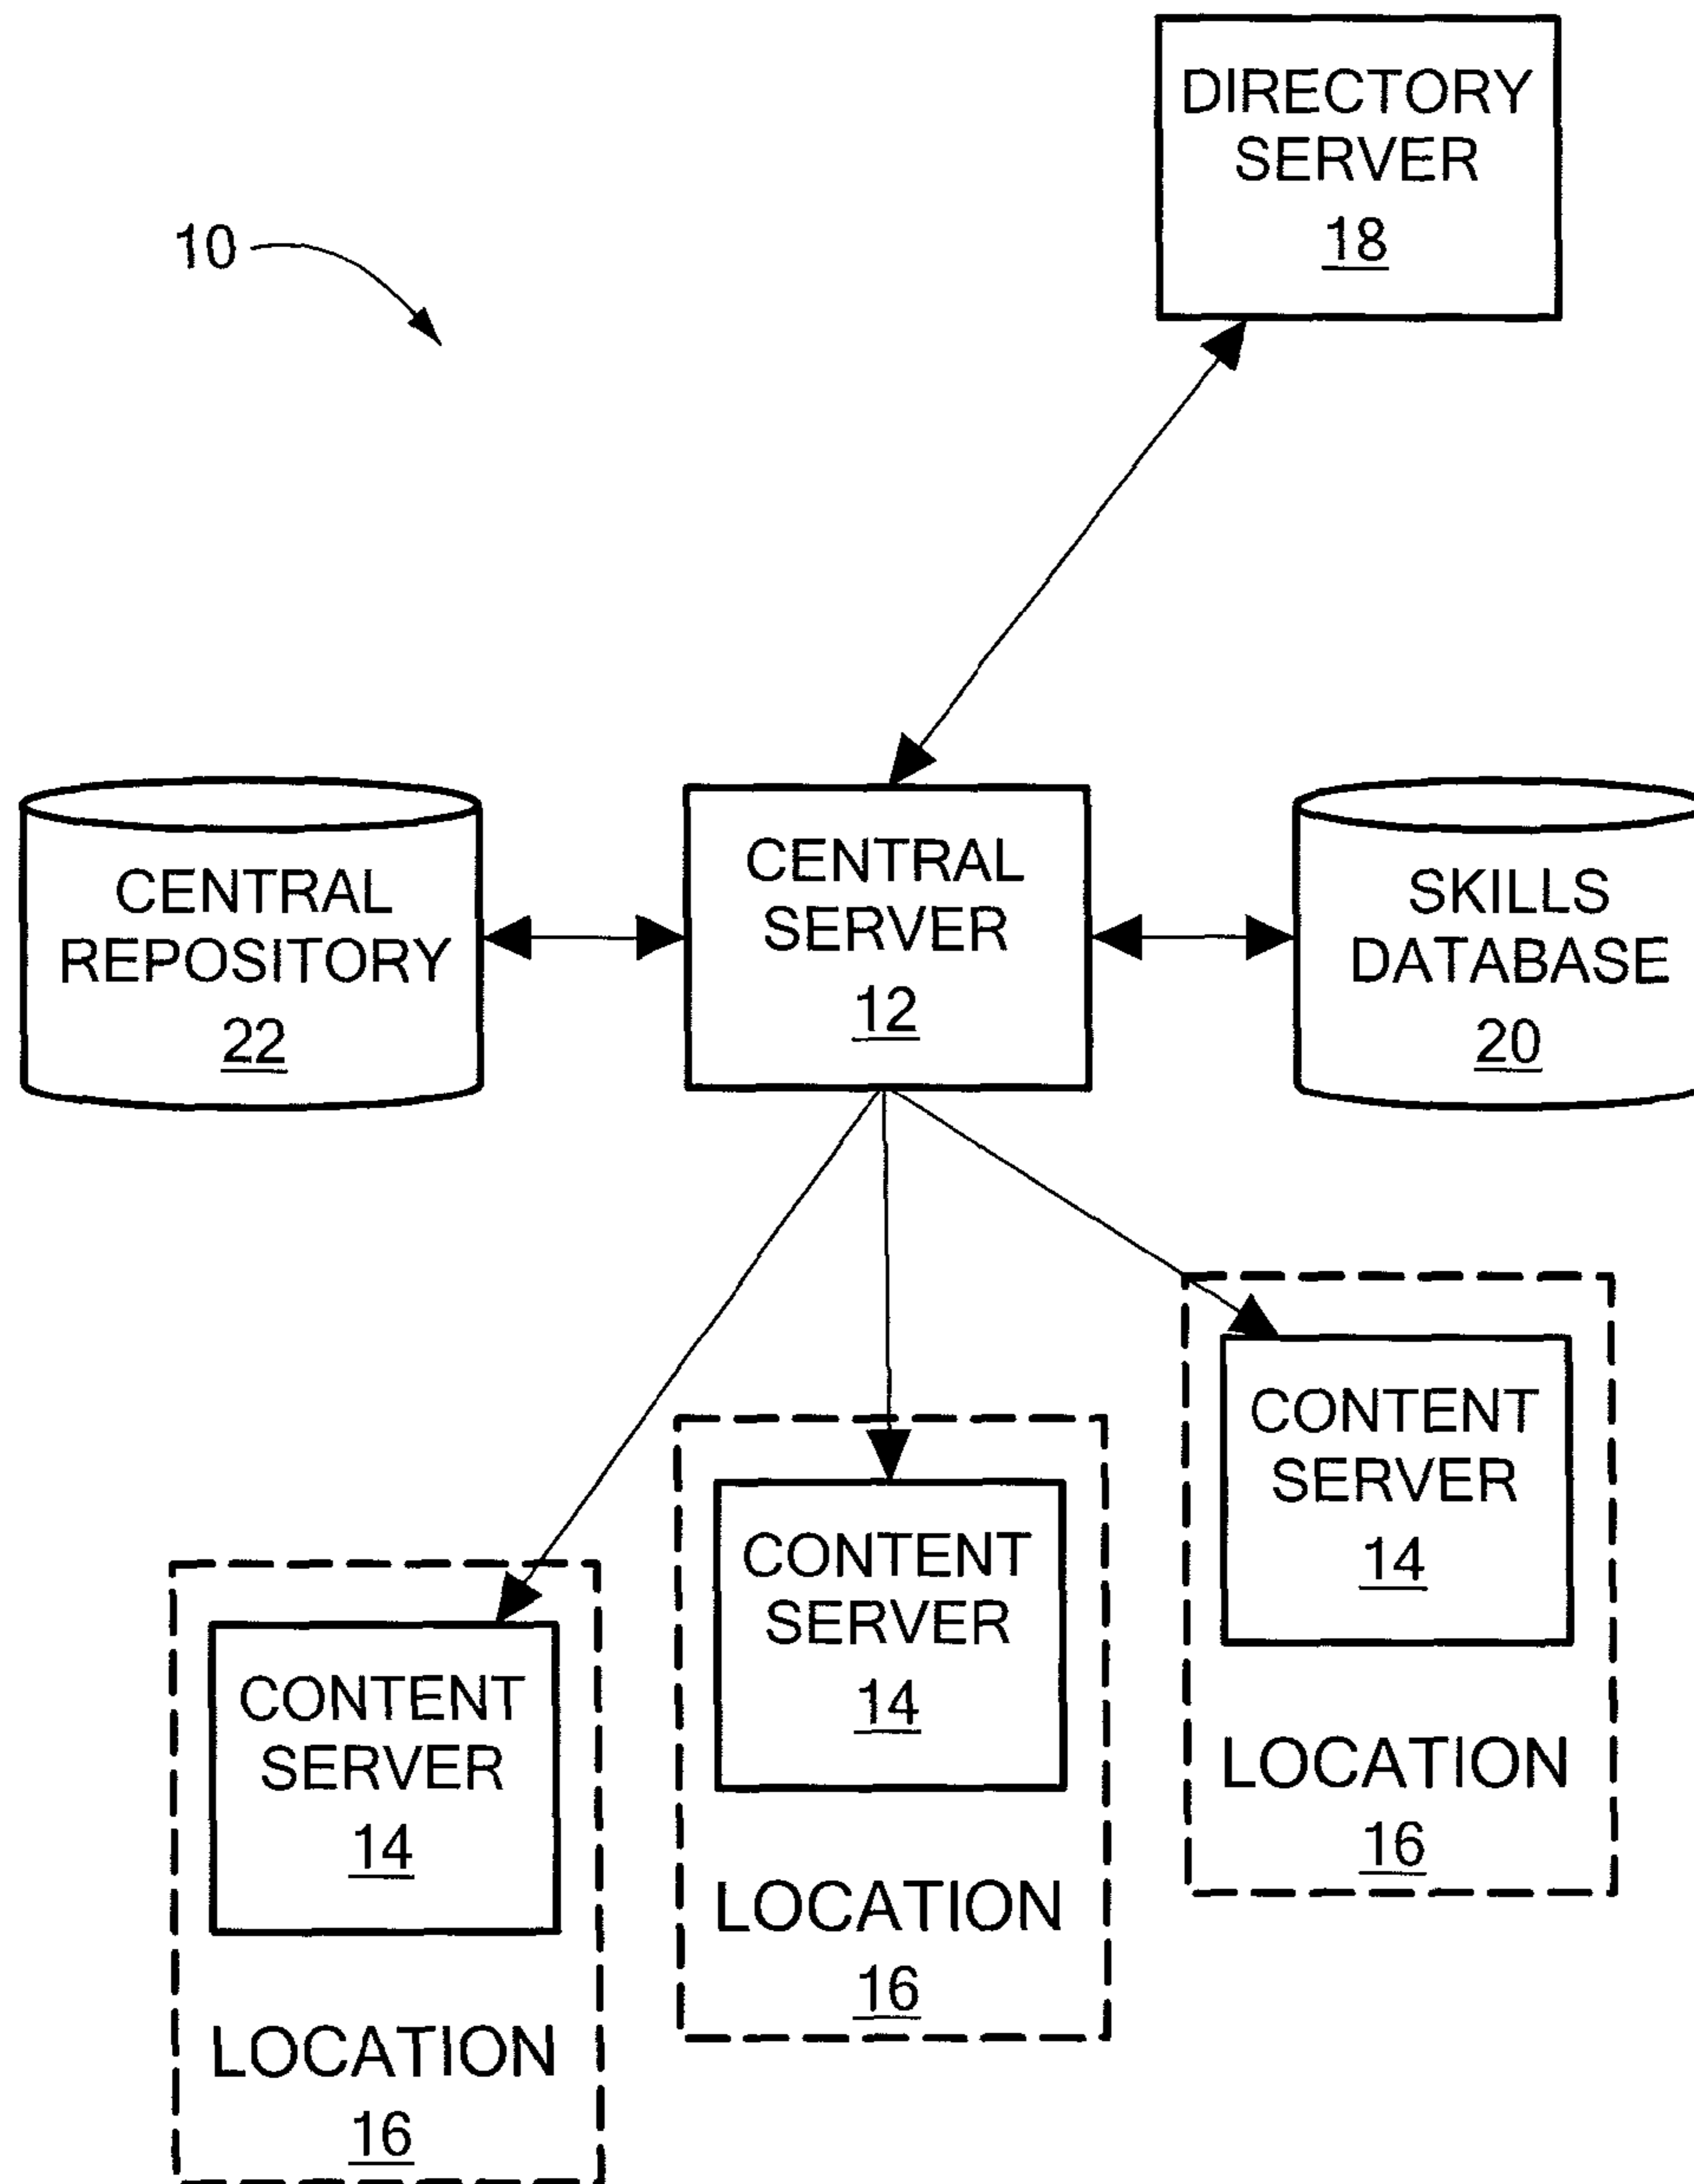 DIRECTORY
SERVER
18
10
CENTRAL
REPOSITORY
22
CENTRAL
SERVER
12
SKILLS
DATABASE
20
CONTENT
SERVER
14
LOCATION
16
CONTENT
SERVER
14
LOCATION
16
CONTENT
SERVER
14
LOCATION
16